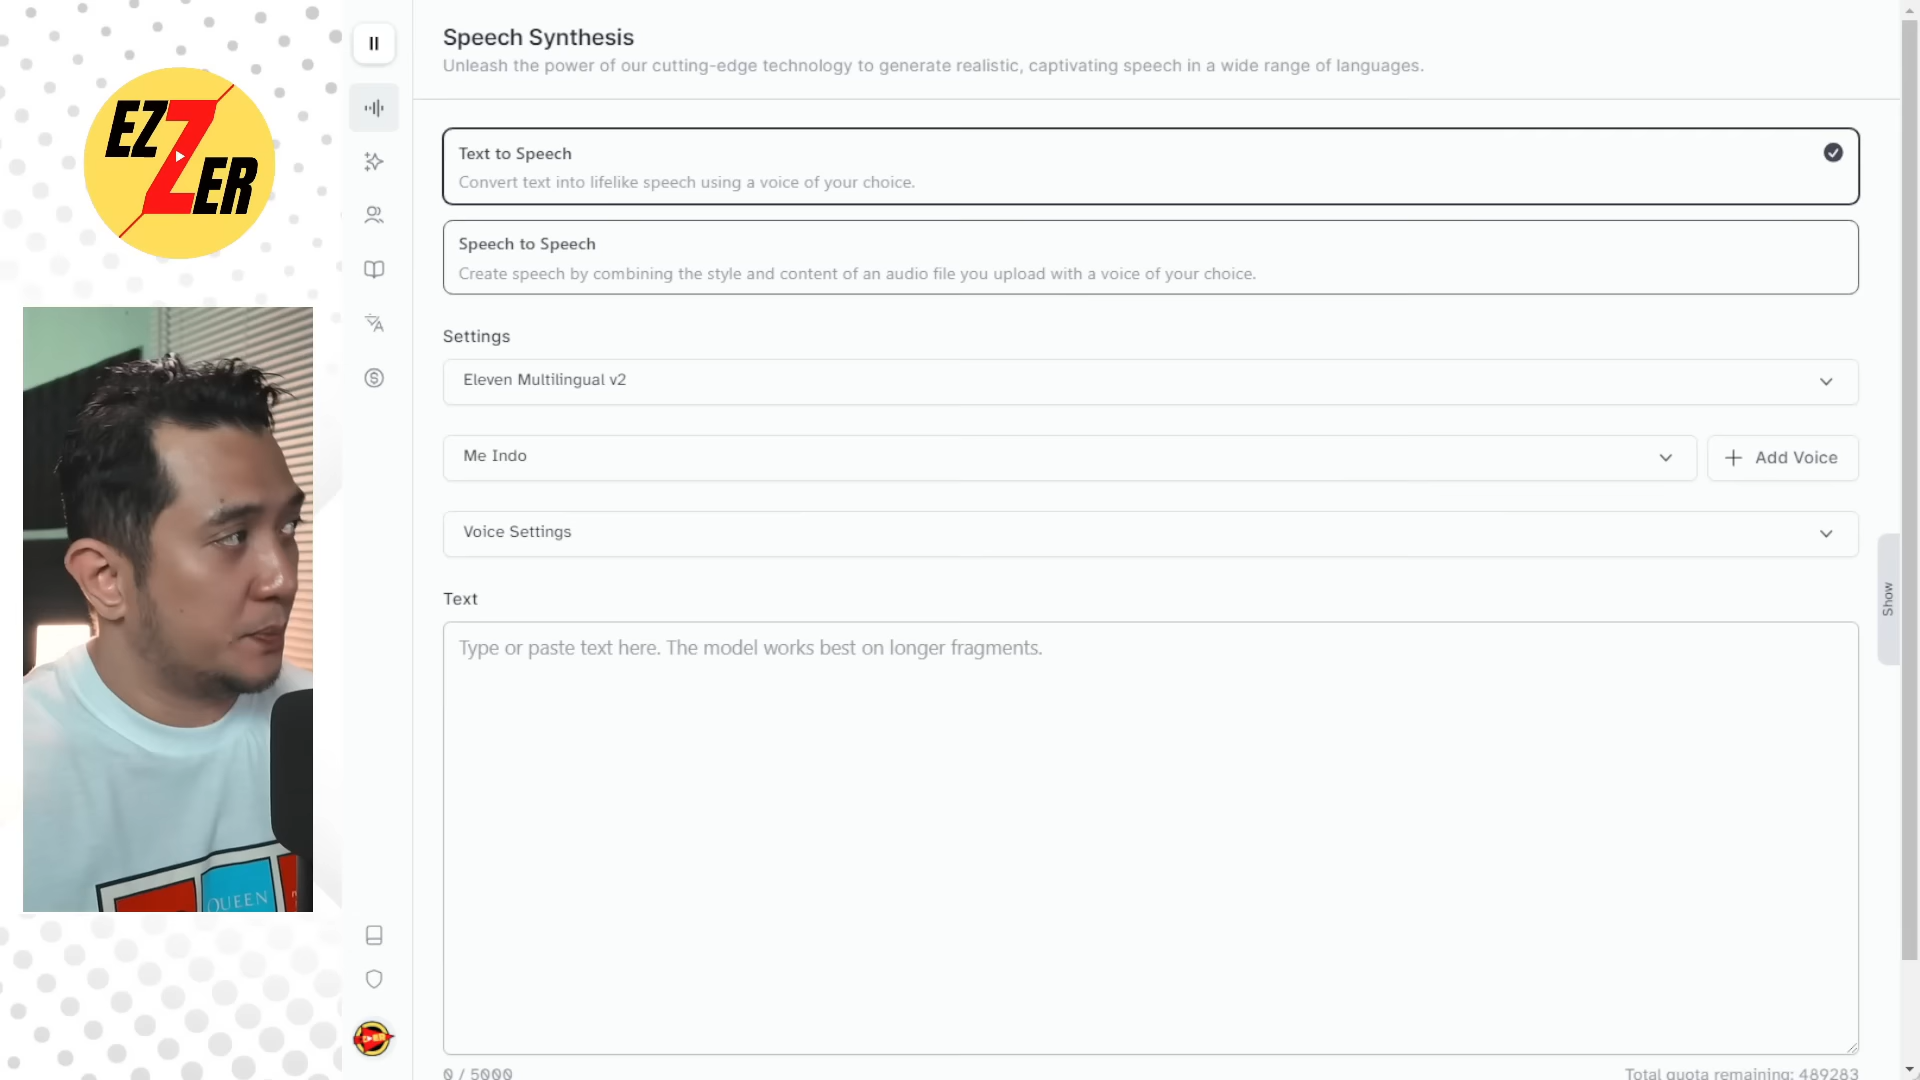 EZZER
Speech Synthesis
Unleash the power of our cutting-edge technology to generate realistic, captivating speech in a wide range of languages.
Text to Speech
Convert text into lifelike speech using a voice of your choice.
Speech to Speech
Create speech by combining the style and content of an audio file you upload with a voice of your choice.
Settings
Eleven Multilingual v2
Me Indo
Add Voice
Voice Settings
Show
Text
Type or paste text here. The model works best on longer fragments.
QUEEN
0 / 5000
Total quota remaining: 489283